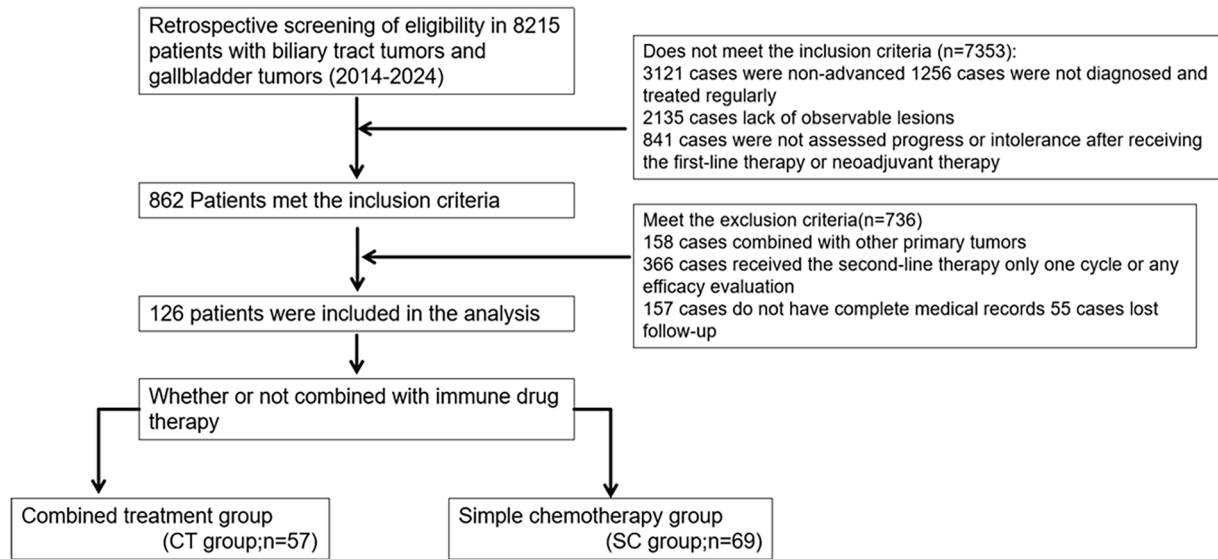 Retrospective screening of eligibility in 8215
patients with biliary tract tumors and
gallbladder tumors (2014-2024)
Does not meet the inclusion criteria (n=7353):
3121 cases were non-advanced 1256 cases were not diagnosed and
treated regularly
2135 cases lack of observable lesions
841 cases were not assessed progress or intolerance after receiving
the first-line therapy or neoadjuvant therapy
862 Patients met the inclusion criteria
Meet the exclusion criteria(n=736)
158 cases combined with other primary tumors
366 cases received the second-line therapy only one cycle or any
efficacy evaluation
157 cases do not have complete medical records 55 cases lost
follow-up
126 patients were included in the analysis
Whether or not combined with immune drug
therapy
Combined treatment group
(CT group;n=57)
Simple chemotherapy group
(SC group;n=69)